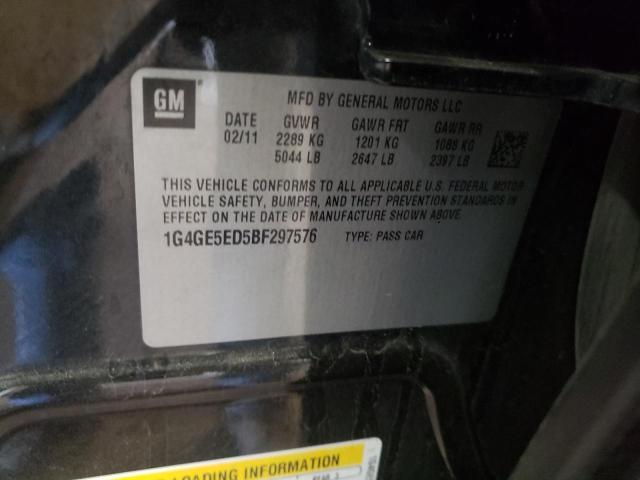 GM
MFD BY GENERAL MOTORS LLC
DATE GVWR GAWR FRT GAWR RR
02/11 2289 KG 1201 KG 1088 KG
5044 LB 2647 LB 2397 LB
THIS VEHICLE CONFORMS TO ALL APPLICABLE U.S. FEDERAL MOTOR
VEHICLE SAFETY, BUMPER, AND THEFT PREVENTION STANDARDS IN
EFFECT ON THE DATE OF MANUFACTURE SHOWN ABOVE.
1G4GE5ED5BF297576 TYPE: PASS CAR
LOADING INFORMATION